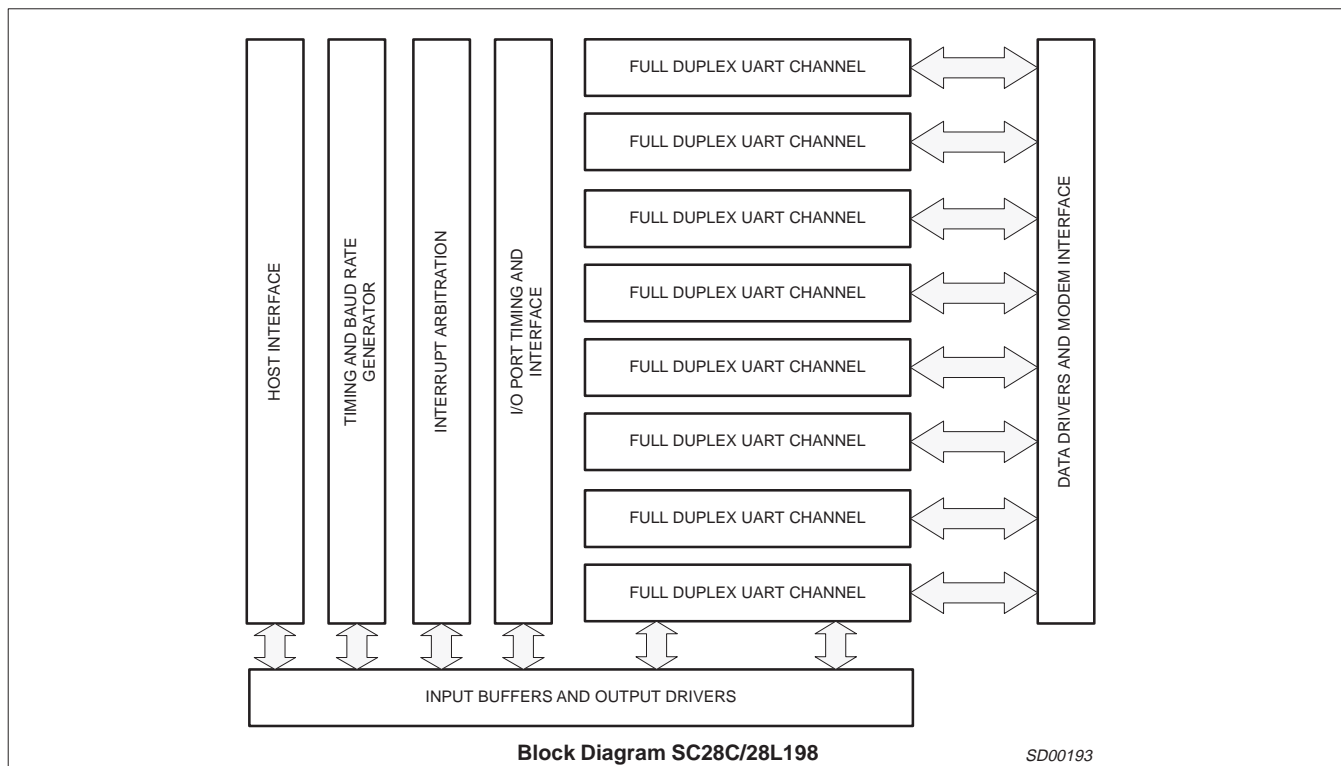 HOST INTERFACE
TIMING AND BAUD RATE
GENERATOR
INTERRUPT ARBITRATION
I/O PORT TIMING AND
INTERFACE
FULL DUPLEX UART CHANNEL
FULL DUPLEX UART CHANNEL
FULL DUPLEX UART CHANNEL
FULL DUPLEX UART CHANNEL
FULL DUPLEX UART CHANNEL
FULL DUPLEX UART CHANNEL
FULL DUPLEX UART CHANNEL
FULL DUPLEX UART CHANNEL
DATA DRIVERS AND MODEM INTERFACE
INPUT BUFFERS AND OUTPUT DRIVERS
Block Diagram SC28C/28L198
SD00193